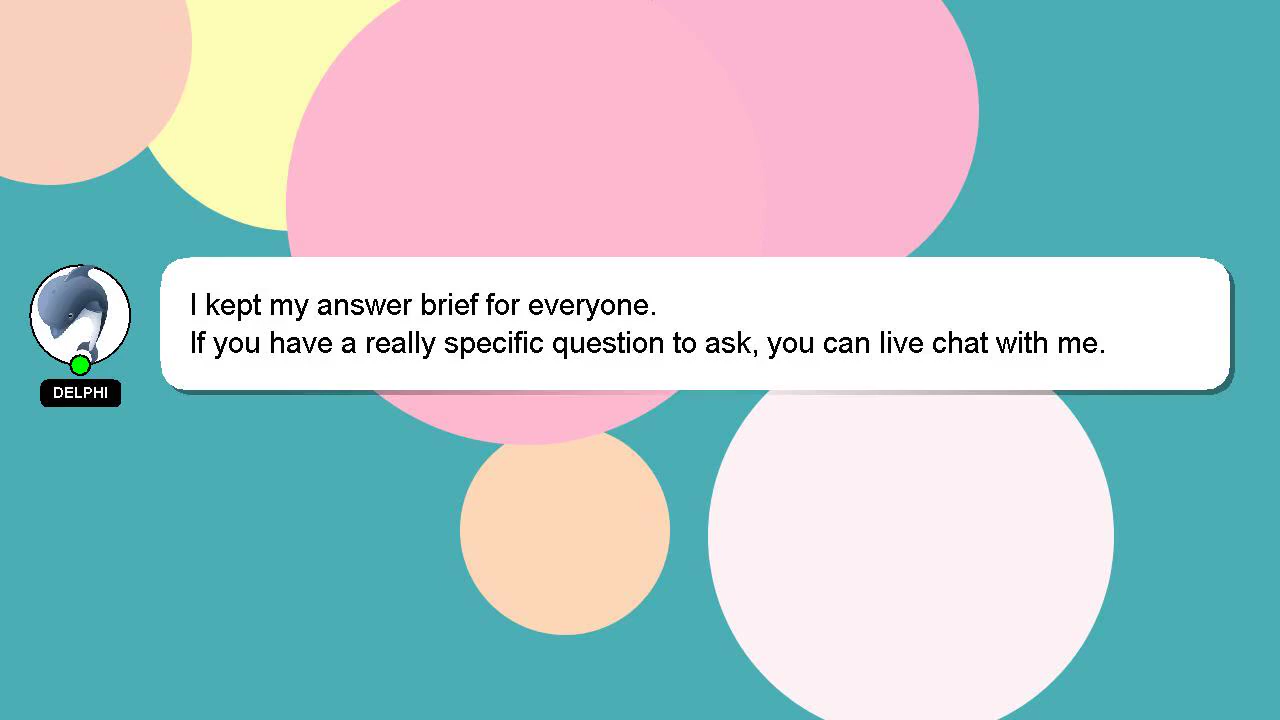 I kept my answer brief for everyone.
If you have a really specific question to ask, you can live chat with me.
DELPHI